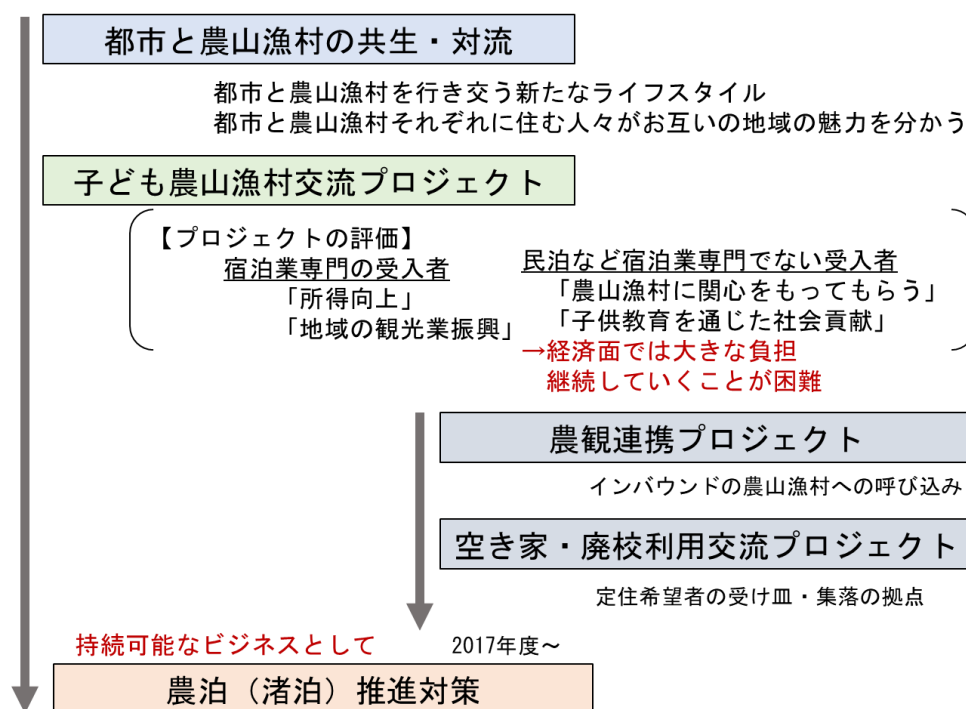 都市と農山漁村の共生・対流
都市と農山漁村を行き交う新たなライフスタイル
都市と農山漁村それぞれに住む人々がお互いの地域の魅力を分かう
子ども農山漁村交流プロジェクト
【プロジェクトの評価】
宿泊業専門の受入者
「所得向上」
「地域の観光業振興」
民泊など宿泊業専門でない受入者
「農山漁村に関心をもってもらう」
「子供教育を通じた社会貢献」
→経済面では大きな負担
継続していくことが困難
農観連携プロジェクト
インバウンドの農山漁村への呼び込み
空き家・廃校利用交流プロジェクト
定住希望者の受け皿・集落の拠点
持続可能なビジネスとして
2017年度～
農泊（渚泊）推進対策